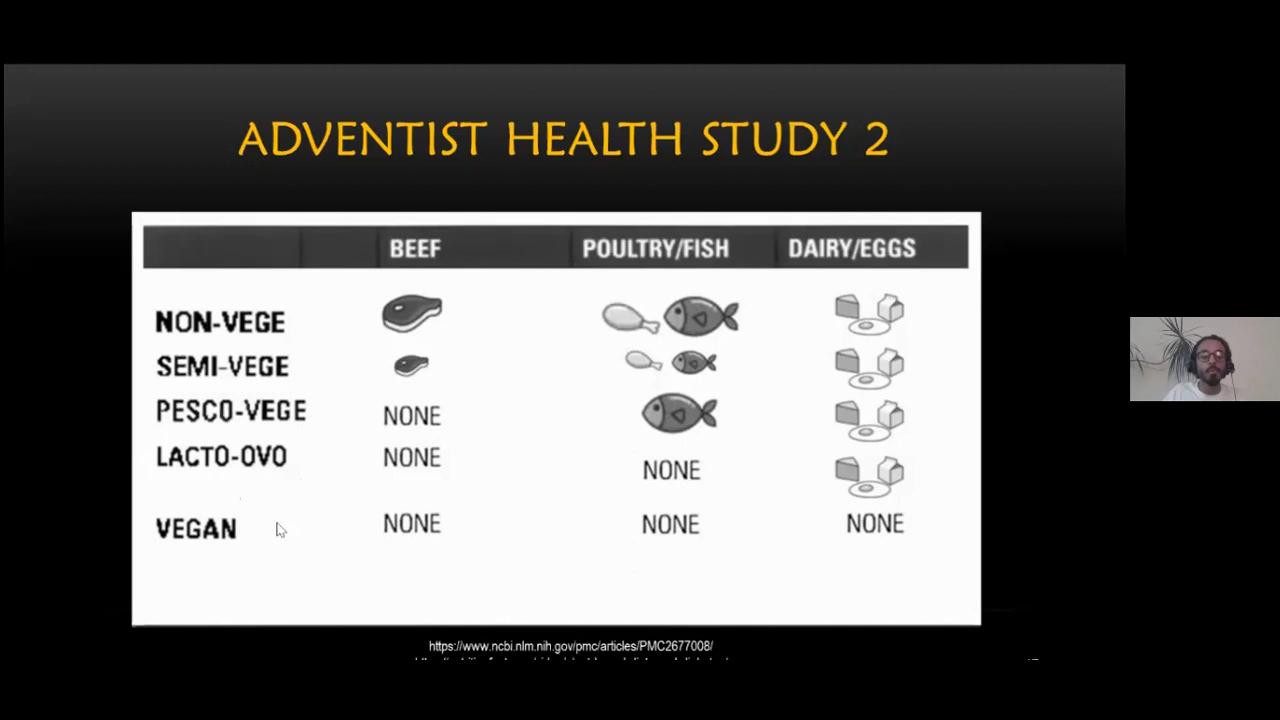 ADVENTIST HEALTH STUDY 2
BEEF POULTRY/FISH DAIRY/EGGS
NON-VEGE
SEMI-VEGE
PESCO-VEGE NONE
LACTO-OVO NONE NONE
VEGAN NONE NONE NONE
https://www.ncbi.nlm.nih.gov/pmc/articles/PMC2677008/